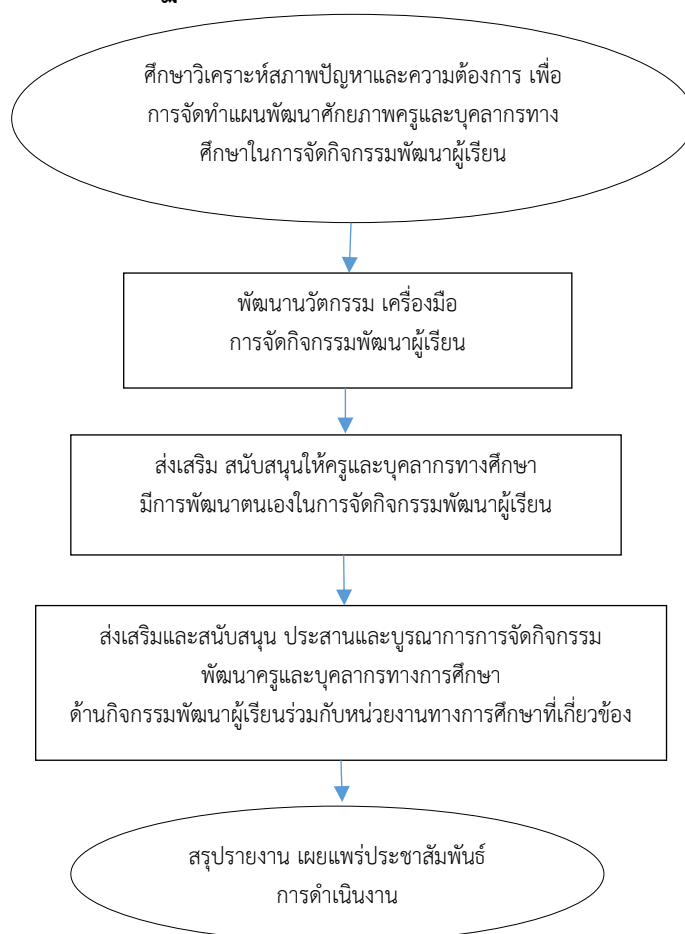 ศึกษาวิเคราะห์สภาพปัญหาและความต้องการ เพื่อ
การจัดทำแผนพัฒนาศักยภาพครูและบุคลากรทาง
ศึกษาในการจัดกิจกรรมพัฒนาผู้เรียน
พัฒนานวัตกรรม เครื่องมือ
การจัดกิจกรรมพัฒนาผู้เรียน
ส่งเสริม สนับสนุนให้ครูและบุคลากรทางศึกษา
มีการพัฒนาตนเองในการจัดกิจกรรมพัฒนาผู้เรียน
ส่งเสริมและสนับสนุน ประสานและบูรณาการการจัดกิจกรรม
พัฒนาครูและบุคลากรทางการศึกษา
ด้านกิจกรรมพัฒนาผู้เรียนร่วมกับหน่วยงานทางการศึกษาที่เกี่ยวข้อง
สรุปรายงาน เผยแพร่ประชาสัมพันธ์
การดำเนินงาน